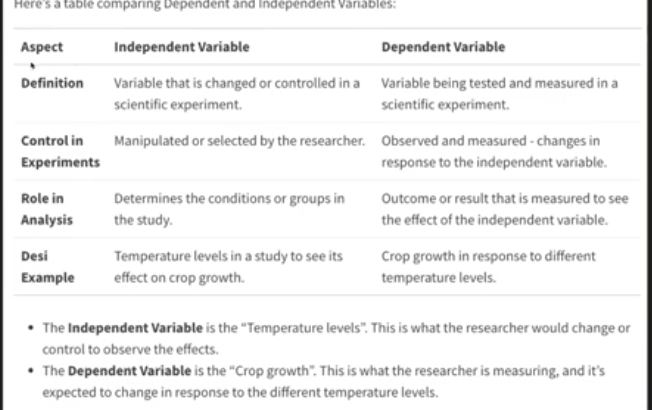 Here's a table comparing Dependent and Independent Variables:
Aspect Independent Variable Dependent Variable
Definition Variable that is changed or controlled in a scientific experiment. Variable being tested and measured in a scientific experiment.
Control in Experiments Manipulated or selected by the researcher. Observed and measured - changes in response to the independent variable.
Role in Analysis Determines the conditions or groups in the study. Outcome or result that is measured to see the effect of the independent variable.
Desi Example Temperature levels in a study to see its effect on crop growth. Crop growth in response to different temperature levels.
• The Independent Variable is the “Temperature levels”. This is what the researcher would change or
control to observe the effects.
• The Dependent Variable is the “Crop growth”. This is what the researcher is measuring, and it’s
expected to change in response to the different temperature levels.